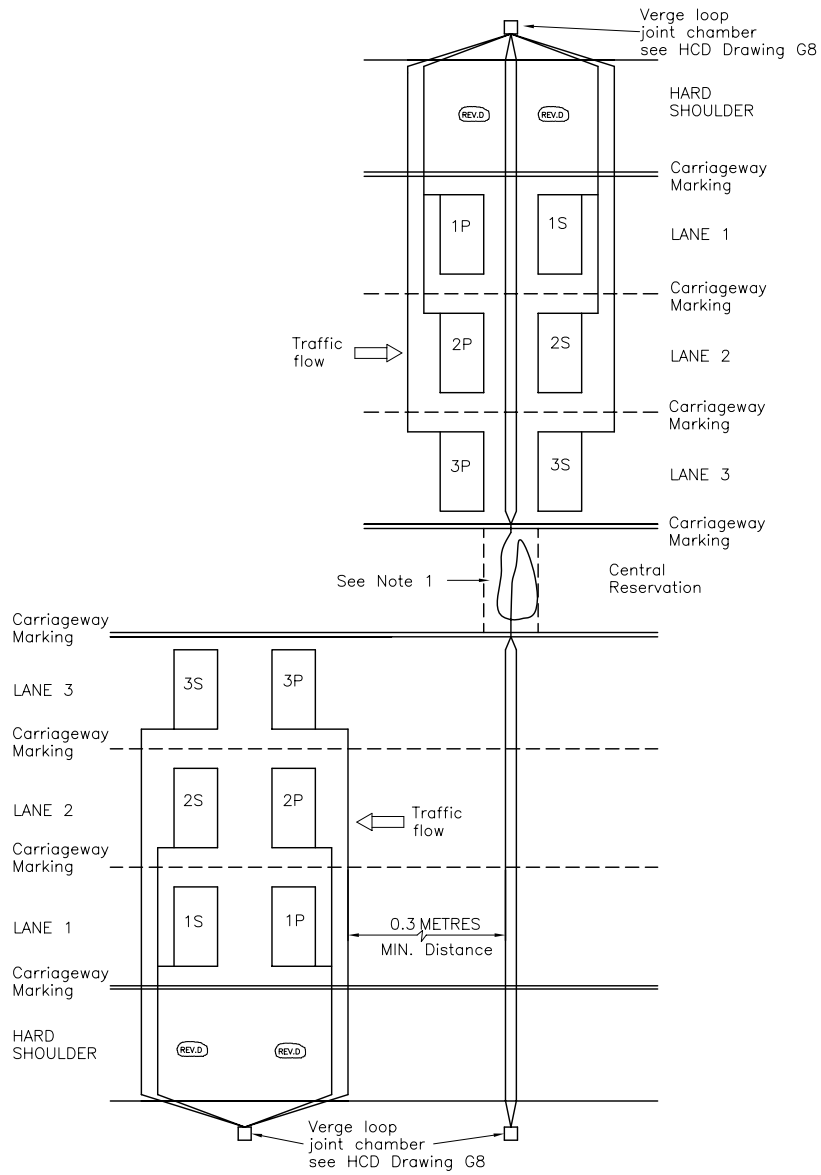 Verge loop
joint chamber
see HCD Drawing G8
HARD
SHOULDER
REV.D
REV.D
Carriageway
Marking
1P
1S
LANE 1
Carriageway
Marking
Traffic
flow
2P
2S
LANE 2
Carriageway
Marking
3P
3S
LANE 3
Carriageway
Marking
See Note 1
Central
Reservation
Carriageway
Marking
LANE 3
3S
3P
Carriageway
Marking
LANE 2
2S
2P
Traffic
flow
Carriageway
Marking
LANE 1
1S
1P
0.3 METRES
MIN. Distance
Carriageway
Marking
HARD
SHOULDER
REV.D
REV.D
Verge loop
joint chamber
see HCD Drawing G8